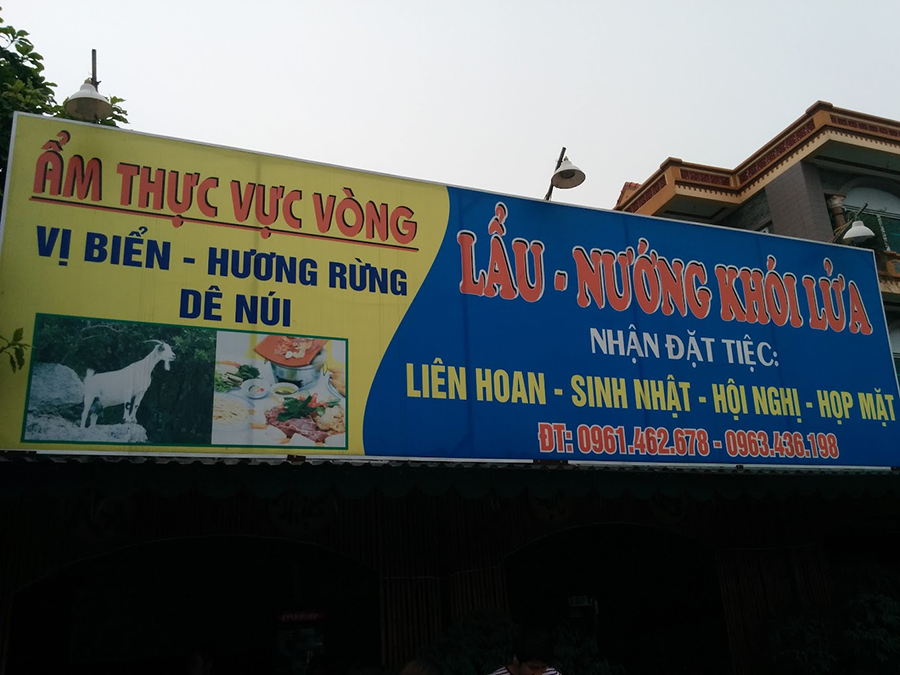 ẨM THỰC VỰC VÒNG
VỊ BIỂN - HƯƠNG RỪNG
DÊ NÚI
LẨU - NƯỚNG KHÓI LỬA
NHẬN ĐẶT TIỆC:
LIÊN HOAN - SINH NHẬT - HỘI NGHỊ - HỌP MẶT
ĐT: 0961.462.678 - 0963.436.198